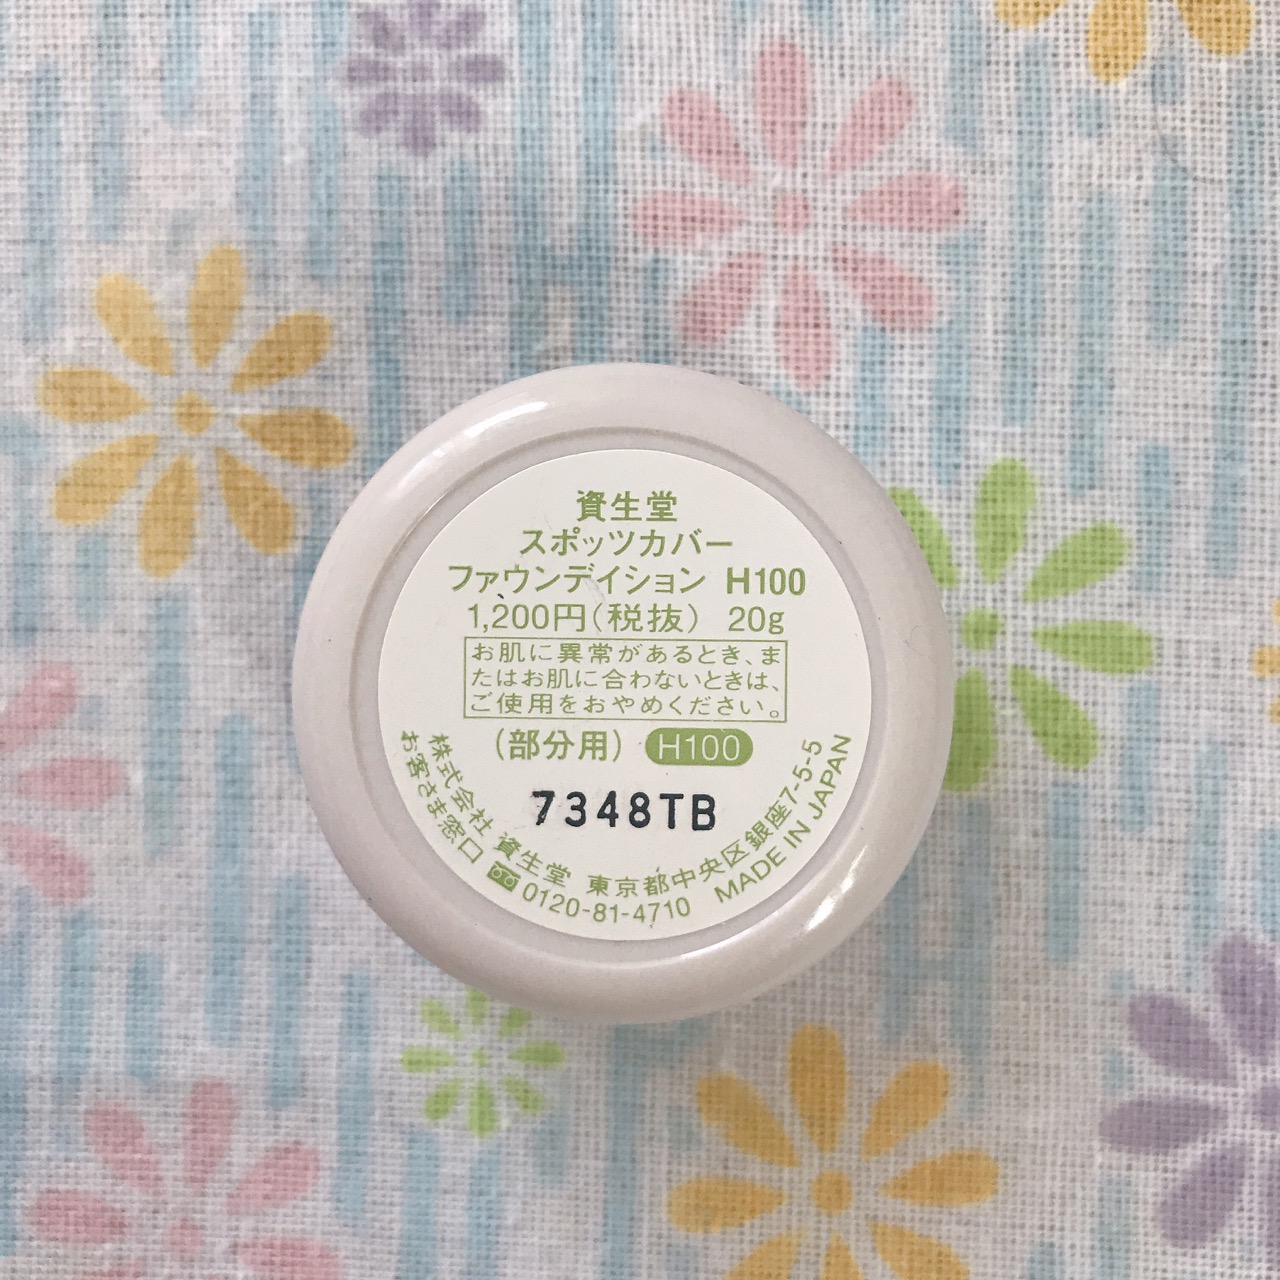 資生堂
スポッツカバー
ファウンデイション H100
1,200円(税抜) 20g
お肌に異常があるとき、ま
たはお肌に合わないときは、
ご使用をおやめください。
(部分用) H100
7348TB
株式会社 資生堂 東京都中央区銀座7-5-5
お客さま窓口 0120-81-4710 MADE IN JAPAN